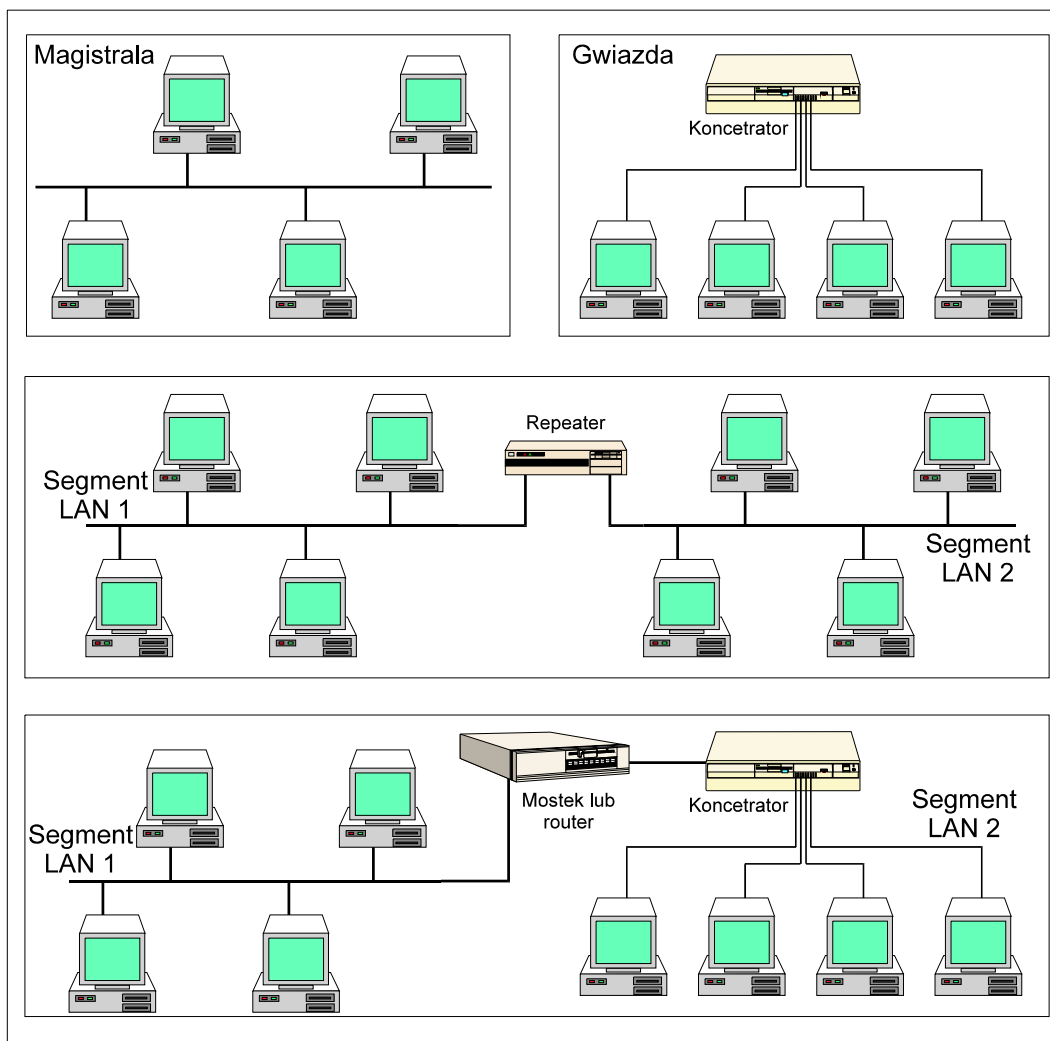 Magistrala
Gwiazda
Koncetrator
Repeater
Segment
LAN 1
Segment
LAN 2
Mostek lub
router
Koncetrator
Segment
LAN 2
Segment
LAN 1